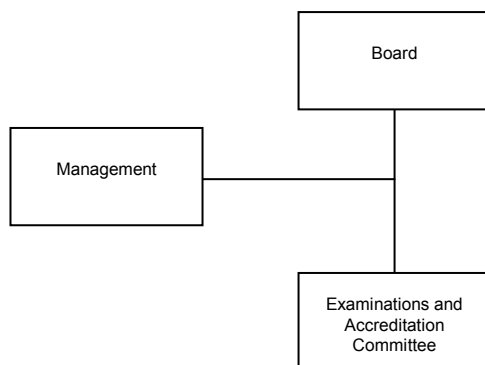 Board
Management
Examinations and
Accreditation
Committee